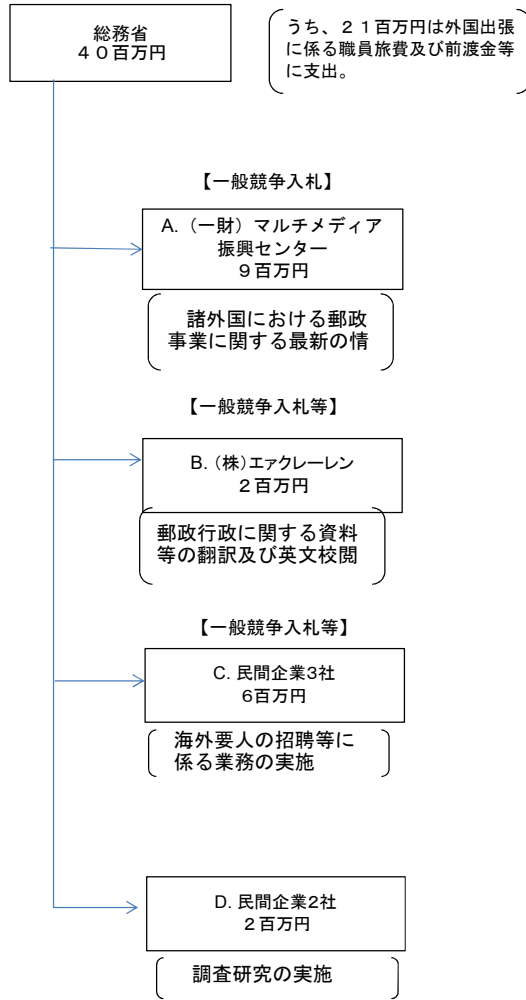 総務省
４０百万円
うち、２１百万円は外国出張
に係る職員旅費及び前渡金等
に支出。
【一般競争入札】
A.（一財）マルチメディア
振興センター
９百万円
諸外国における郵政
事業に関する最新の情
【一般競争入札等】
B.（株）エァクレーレン
２百万円
郵政行政に関する資料
等の翻訳及び英文校閲
【一般競争入札等】
C. 民間企業3社
6百万円
海外要人の招聘等に
係る業務の実施
D. 民間企業2社
２百万円
調査研究の実施